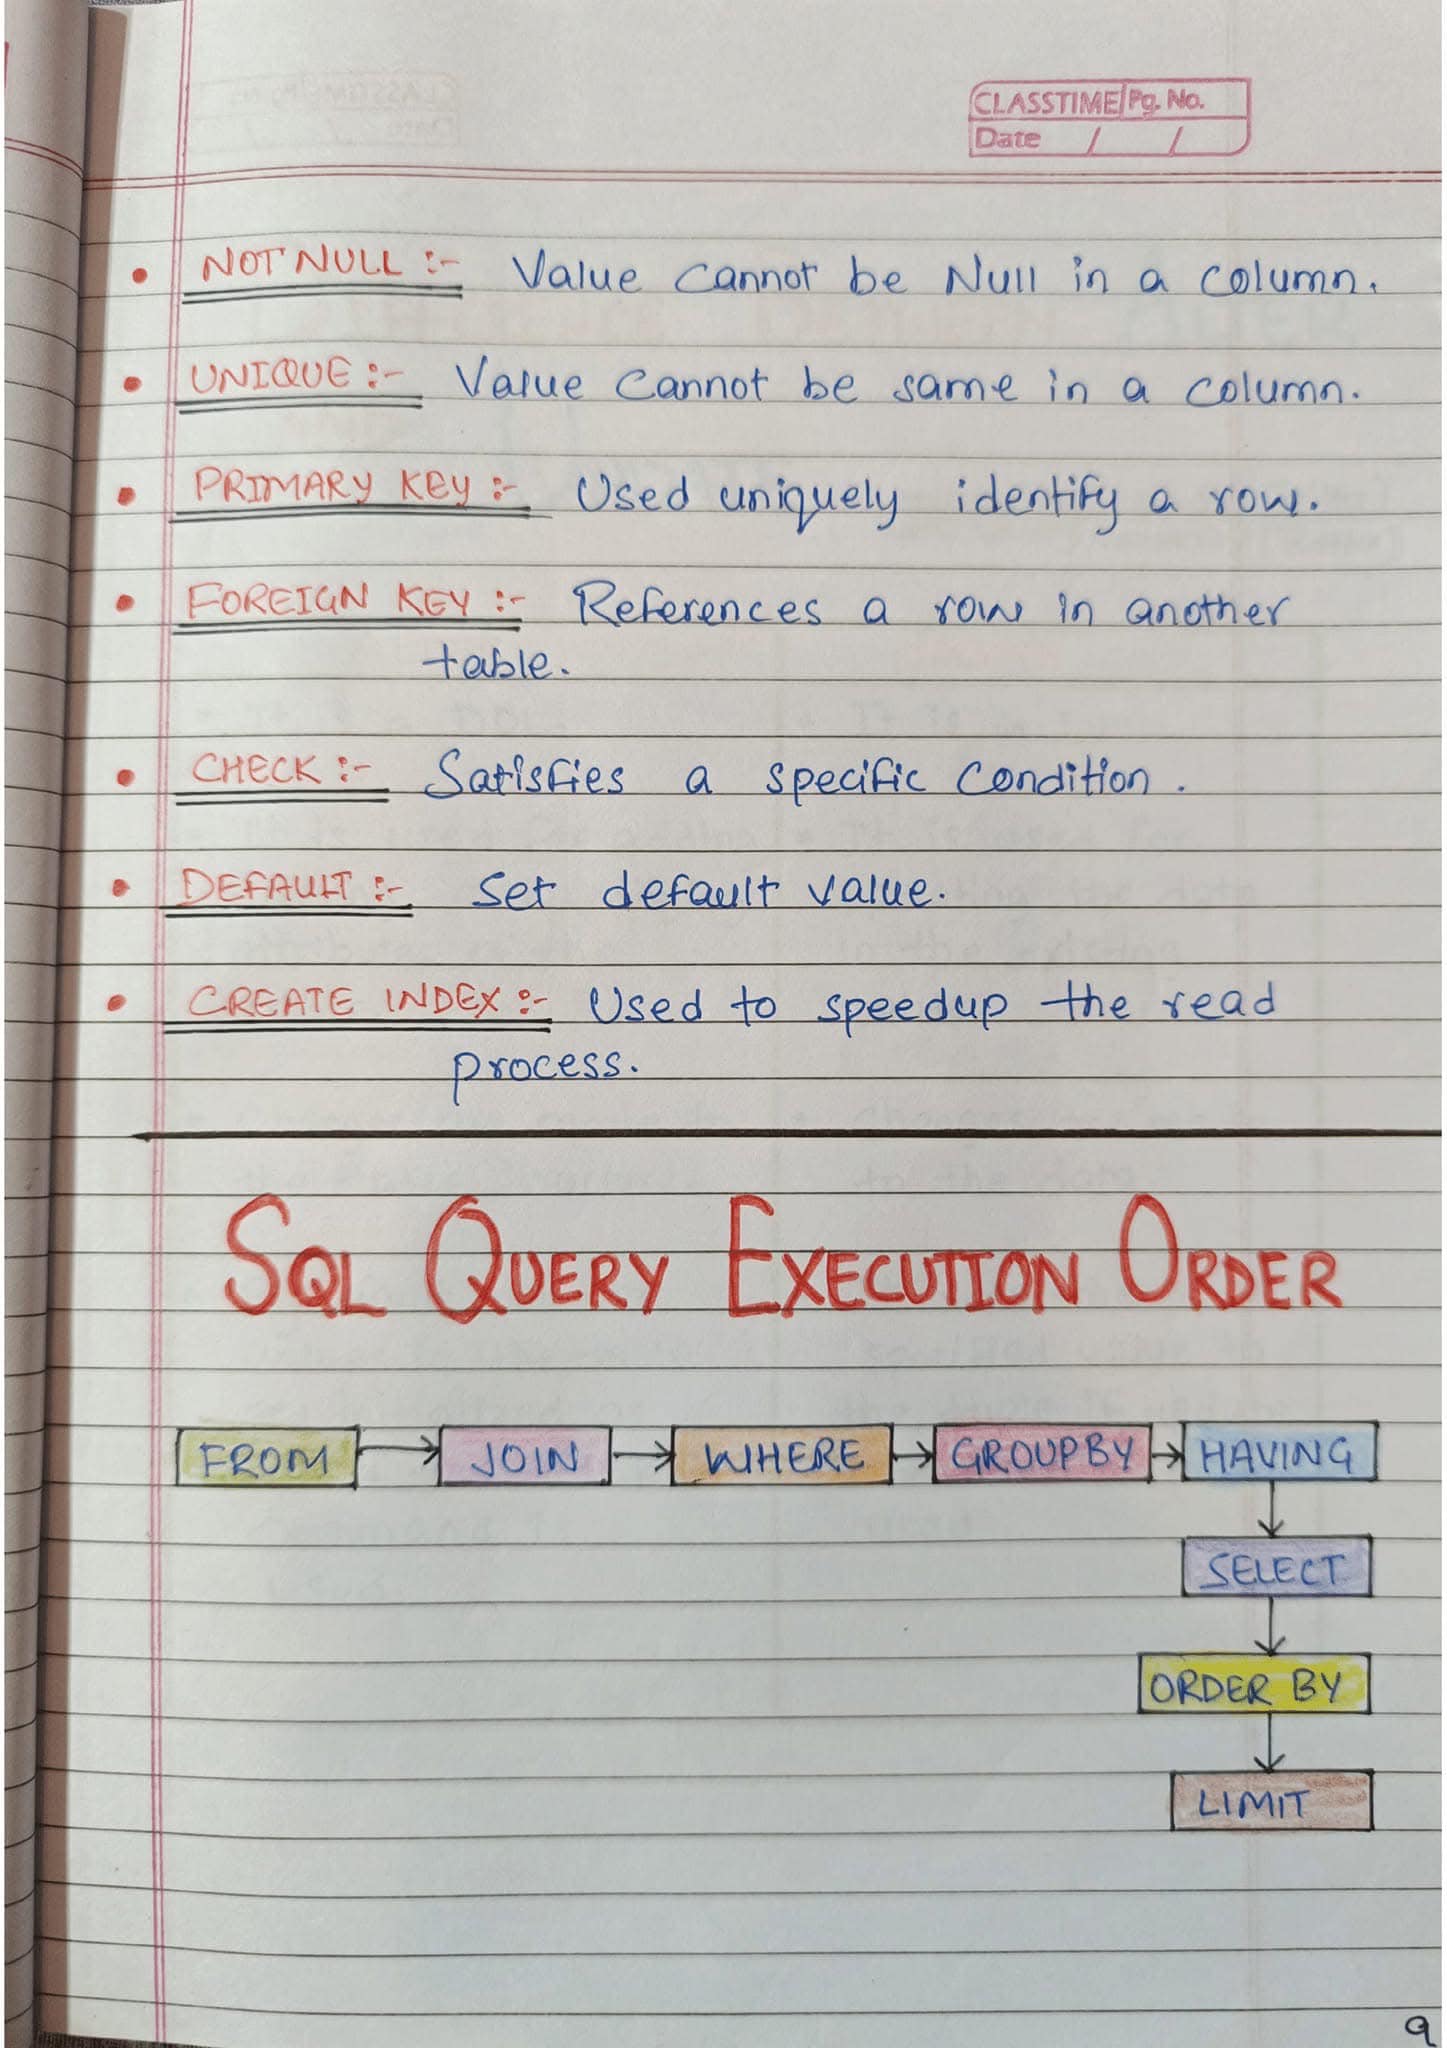 CLASSTIME Pg. No.
Date / /
• NOT NULL :- Value cannot be Null in a column.
• UNIQUE :- Value cannot be same in a column.
• PRIMARY KEY :- Used uniquely identify a row.
• FOREIGN KEY :- References a row in another
table.
• CHECK :- Satisfies a specific condition.
• DEFAULT :- Set default value.
• CREATE INDEX :- Used to speedup the read
process.
SQL QUERY EXECUTION ORDER
FROM → JOIN → WHERE → GROUPBY → HAVING
SELECT
ORDER BY
LIMIT
9